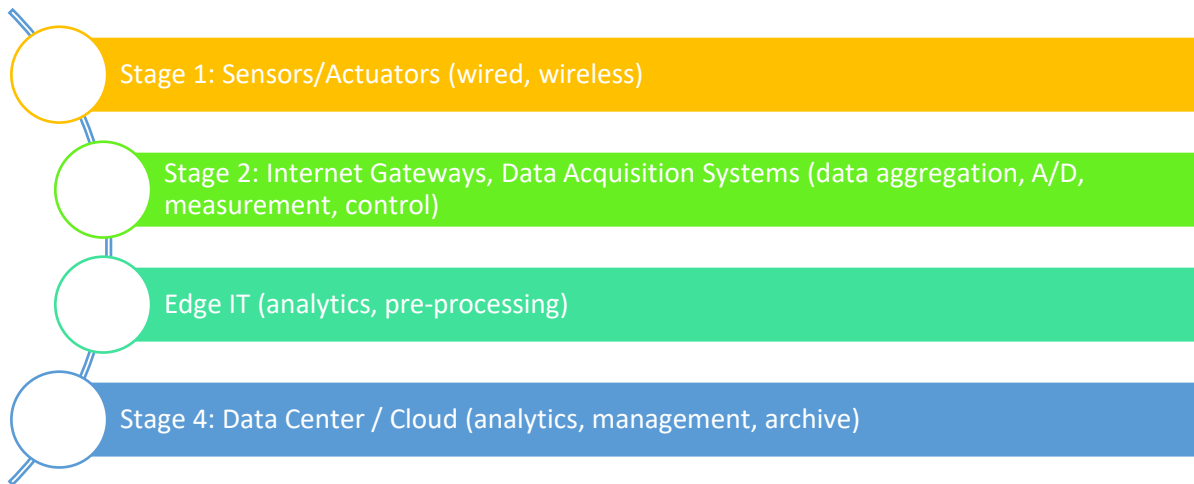 Stage 1: Sensors/Actuators (wired, wireless)
Stage 2: Internet Gateways, Data Acquisition Systems (data aggregation, A/D,
measurement, control)
Edge IT (analytics, pre-processing)
Stage 4: Data Center / Cloud (analytics, management, archive)